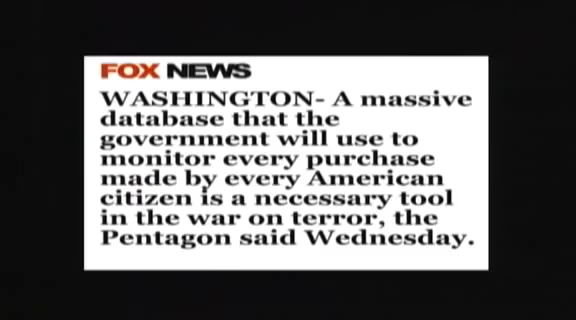 FOX NEWS
WASHINGTON- A massive
database that the
government will use to
monitor every purchase
made by every American
citizen is a necessary tool
in the war on terror, the
Pentagon said Wednesday.